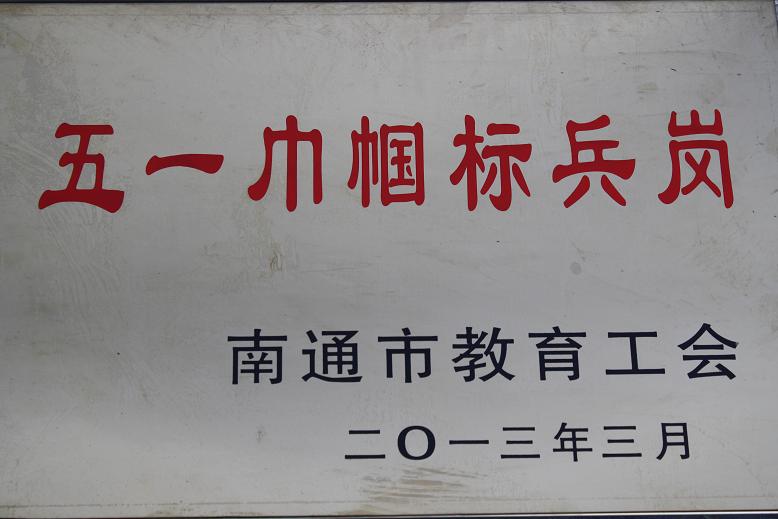 五一巾帼标兵岗
南通市教育工会
二〇一三年三月